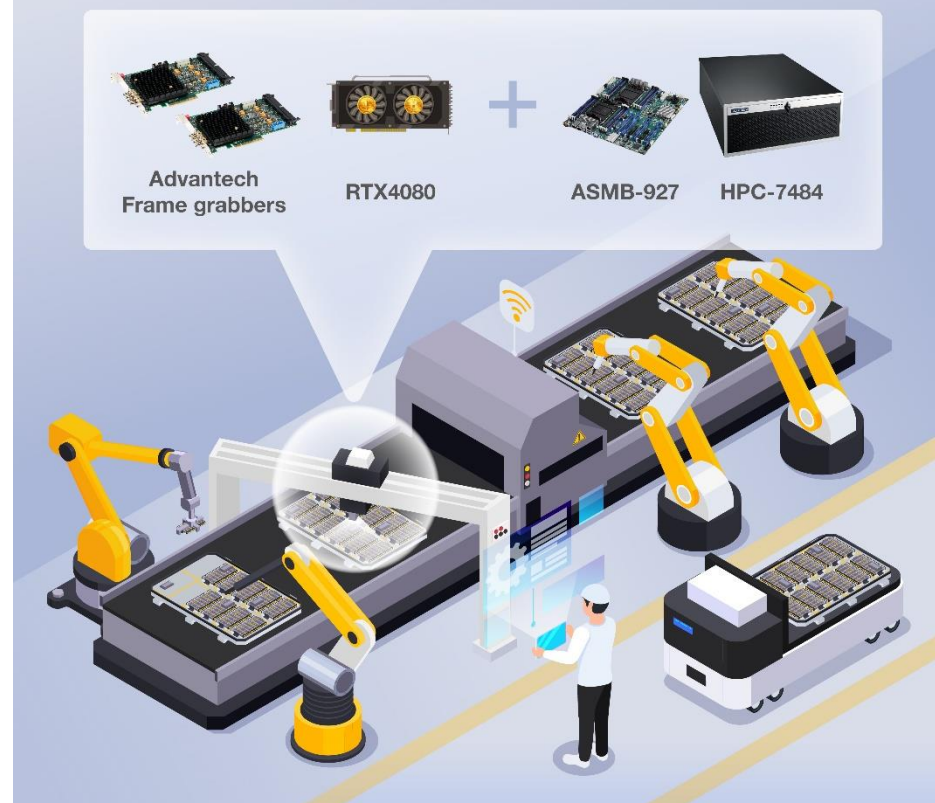 Advantech
Frame grabbers
RTX4080
ASMB-927
HPC-7484